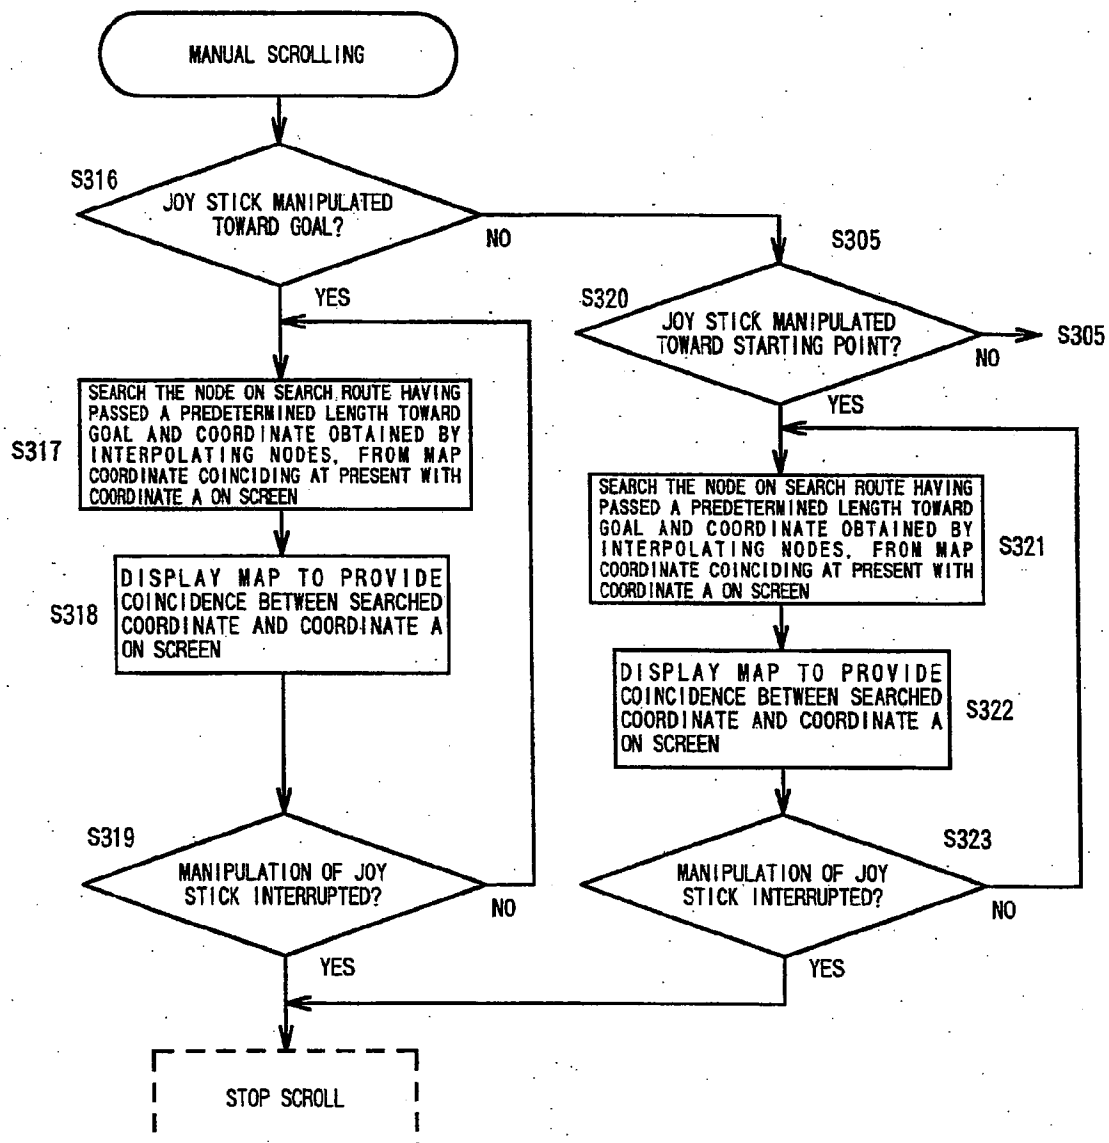 MANUAL SCROLLING
S316
JOY STICK MANIPULATED
TOWARD GOAL?
NO
YES
S305
S320
JOY STICK MANIPULATED
TOWARD STARTING POINT?
S305
NO
YES
S317
SEARCH THE NODE ON SEARCH ROUTE HAVING
PASSED A PREDETERMINED LENGTH TOWARD
GOAL AND COORDINATE OBTAINED BY
INTERPOLATING NODES, FROM MAP
COORDINATE COINCIDING AT PRESENT WITH
COORDINATE A ON SCREEN
S318
DISPLAY MAP TO PROVIDE
COINCIDENCE BETWEEN SEARCHED
COORDINATE AND COORDINATE A
ON SCREEN
SEARCH THE NODE ON SEARCH ROUTE HAVING
PASSED A PREDETERMINED LENGTH TOWARD
GOAL AND COORDINATE OBTAINED BY
INTERPOLATING NODES, FROM MAP
COORDINATE COINCIDING AT PRESENT WITH
COORDINATE A ON SCREEN
S321
DISPLAY MAP TO PROVIDE
COINCIDENCE BETWEEN SEARCHED
COORDINATE AND COORDINATE A
ON SCREEN
S322
S319
MANIPULATION OF JOY
STICK INTERRUPTED?
NO
YES
S323
MANIPULATION OF JOY
STICK INTERRUPTED?
NO
YES
STOP SCROLL